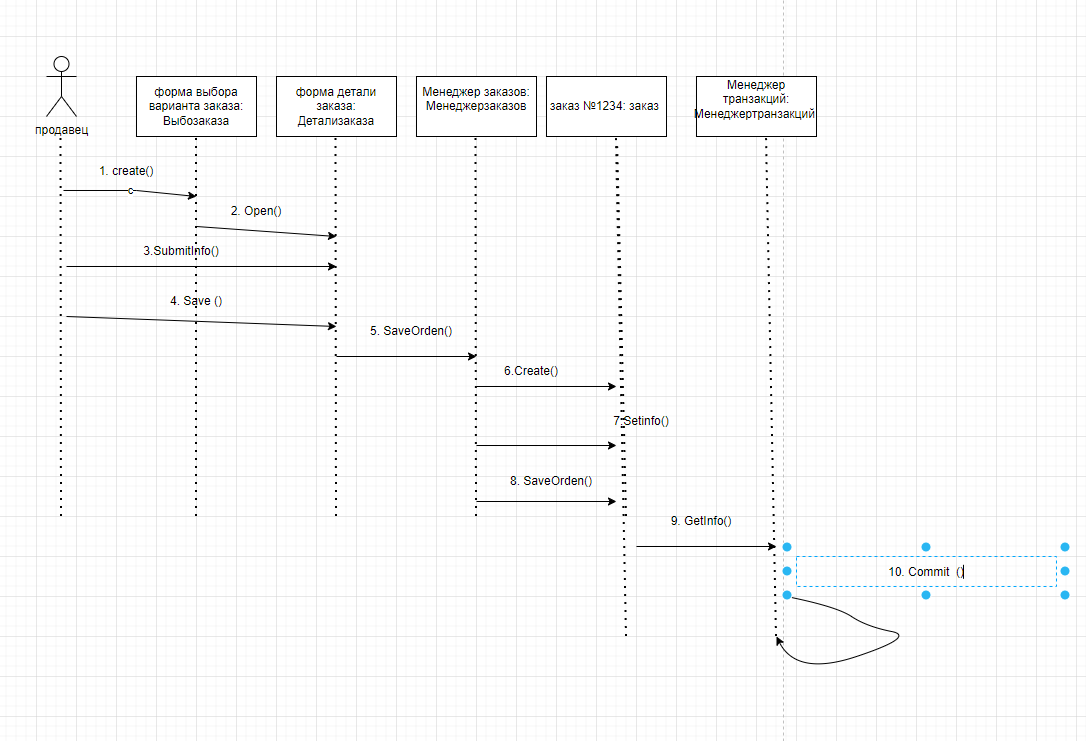 продавец
форма выбора
варианта заказа:
Выбозаказа
форма детали
заказа:
Детализаказа
Менеджер заказов:
Менеджерзаказов
заказ №1234: заказ
Менеджер
транзакций:
Менеджертранзакций
1. create()
c
2. Open()
3.SubmitInfo()
4. Save ()
5. SaveOrden()
6.Create()
7.Setinfo()
8. SaveOrden()
9. GetInfo()
10. Commit ()